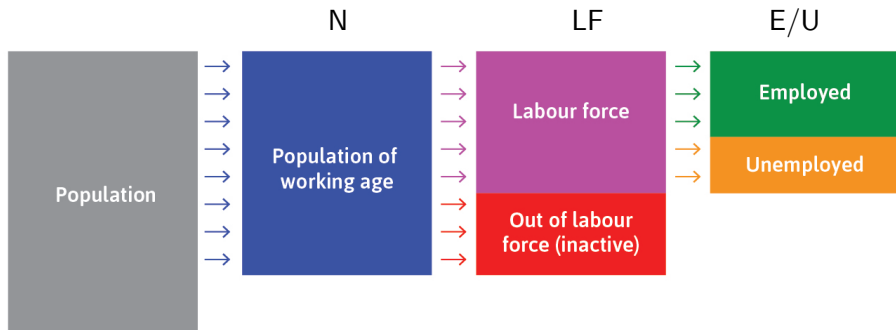 N
LF
E/U
Population
Population of
working age
Labour force
Out of labour
force (inactive)
Employed
Unemployed